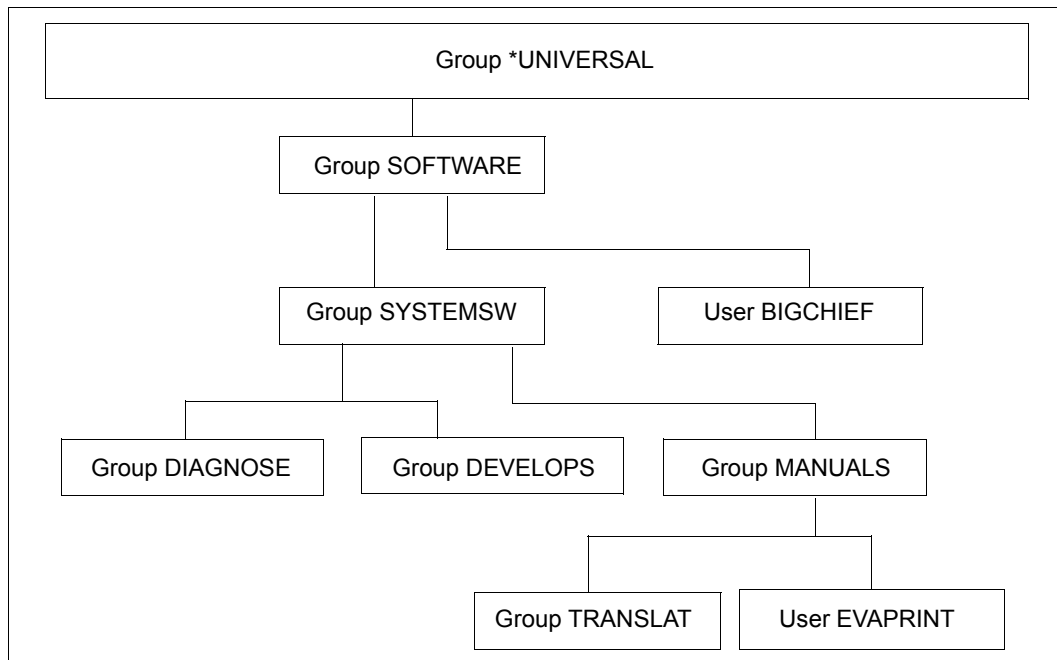 Group *UNIVERSAL
Group SOFTWARE
Group SYSTEMSW
User BIGCHIEF
Group DIAGNOSE
Group DEVELOPS
Group MANUALS
Group TRANSLAT
User EVAPRINT